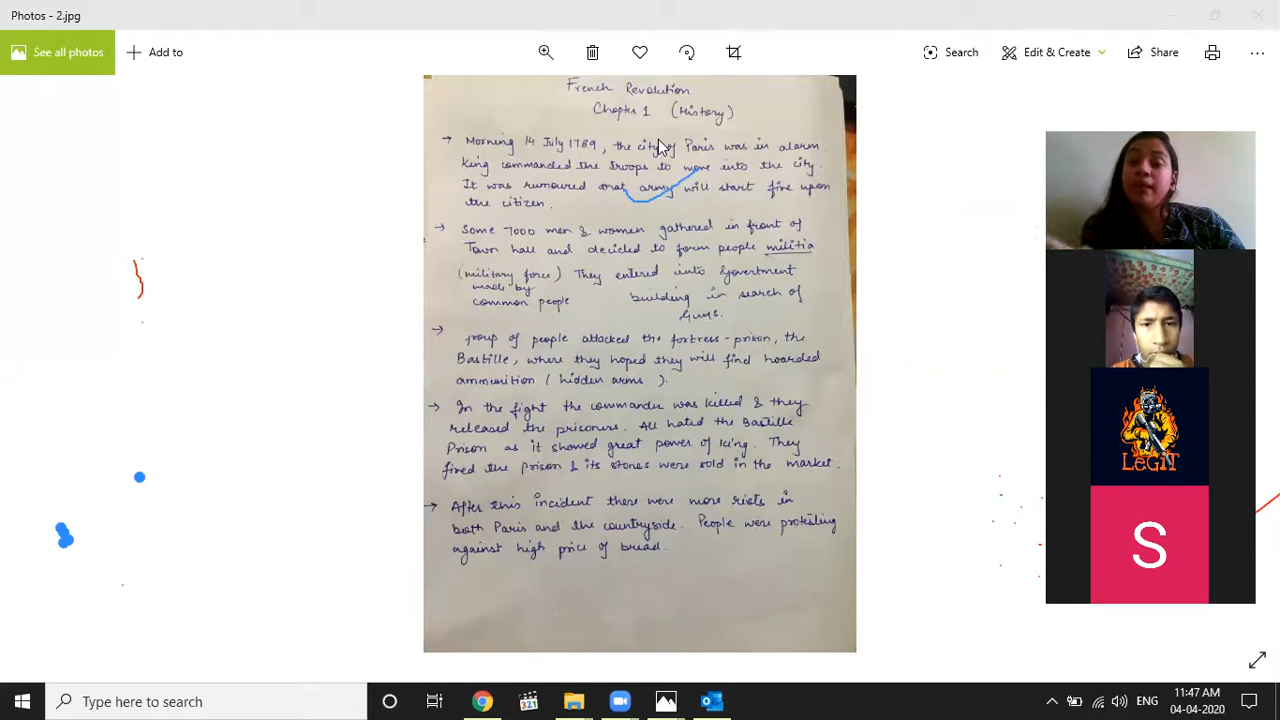 Photos - 2.jpg
See all photos
Add to
Search
Edit & Create
Share
French Revolution
Chapter 1 (History)
→ Morning 14 July 1789, the city of Paris was in alarm
King commanded the troops to move into the city.
It was rumoured that army will start fire upon
the citizen.
→ Some 7000 men & women gathered in front of
Town hall and decided to form people militia
(military force) They entered into Government
made by
common people building in search of
Guns.
→ group of people attacked the fortress - prison, the
Bastille, where they hoped they will find hoarded
ammunition ( hidden arms ).
→ In the fight the commander was killed & they
released the prisoners. All hated the Bastille
Prison as it showed great power of King. They
fired the prison & its stones were sold in the market.
→ After this incident there were more riots in
both Paris and the countryside. People were protesting
against high price of bread.
LeGIT
S
Type here to search
321
ENG
11:47 AM
04-04-2020